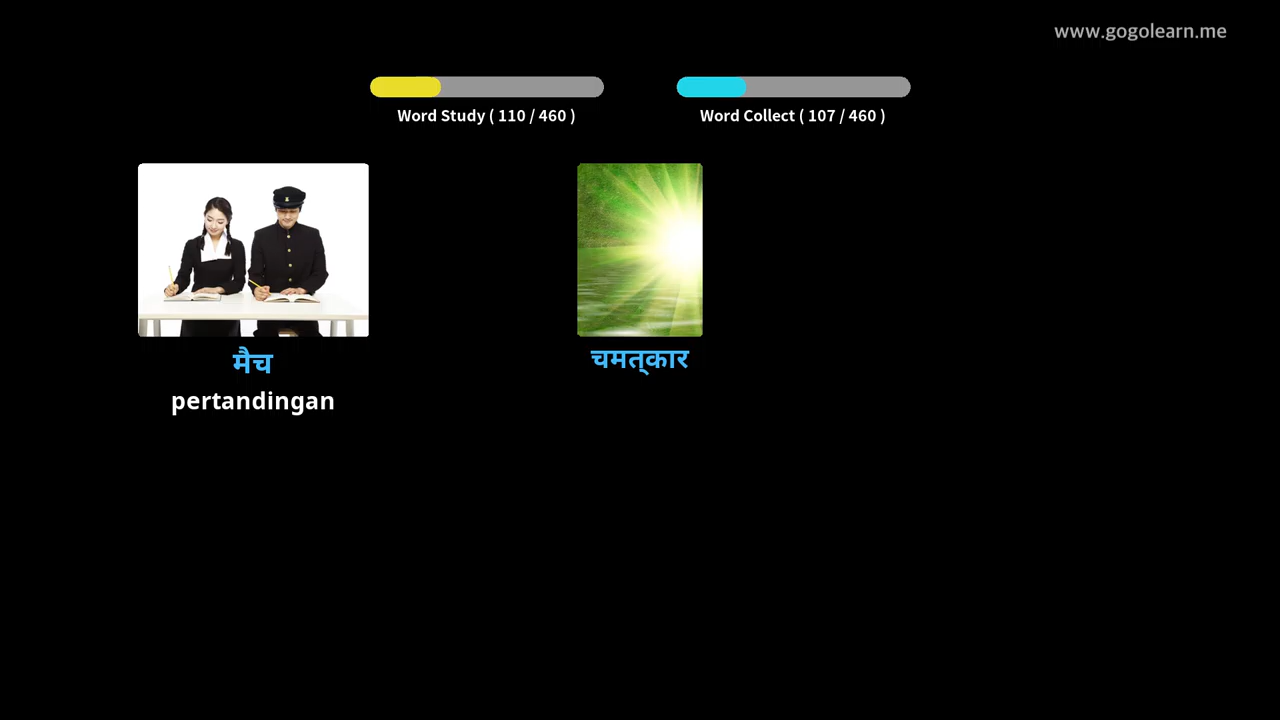 www.gogolearn.me
Word Study ( 110 / 460 )
Word Collect ( 107 / 460 )
मैच
pertandingan
चमत्कार